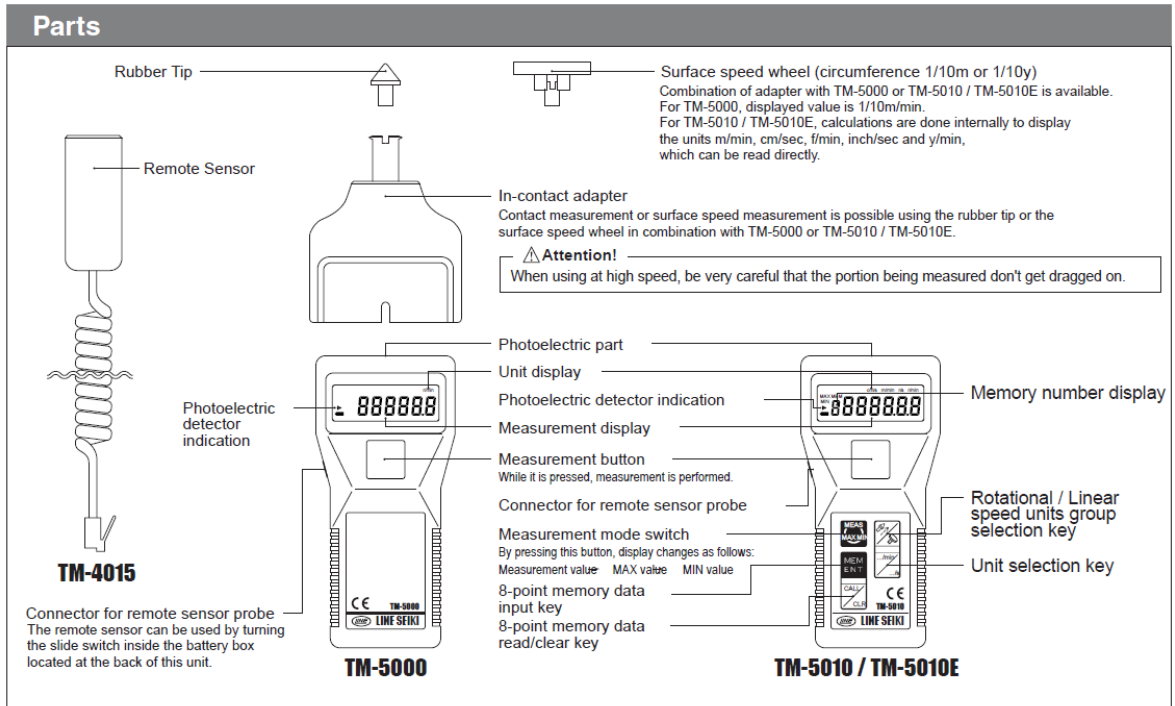 Parts
Rubber Tip
Remote Sensor
Surface speed wheel (circumference 1/10m or 1/10y)
Combination of adapter with TM-5000 or TM-5010 / TM-5010E is available.
For TM-5000, displayed value is 1/10m/min.
For TM-5010 / TM-5010E, calculations are done internally to display
the units m/min, cm/sec, f/min, inch/sec and y/min,
which can be read directly.
In-contact adapter
Contact measurement or surface speed measurement is possible using the rubber tip or the
surface speed wheel in combination with TM-5000 or TM-5010 / TM-5010E.
Attention!
When using at high speed, be very careful that the portion being measured don't get dragged on.
Photoelectric part
Unit display
Photoelectric detector indication
Measurement display
Measurement button
While it is pressed, measurement is performed.
Connector for remote sensor probe
Measurement mode switch
By pressing this button, display changes as follows:
Measurement value MAX value MIN value
8-point memory data
input key
8-point memory data
read/clear key
Photoelectric
detector
indication
88888.8
CE TM-5000
LINE LINE SEIKI
TM-5000
TM-4015
Connector for remote sensor probe
The remote sensor can be used by turning
the slide switch inside the battery box
located at the back of this unit.
MAX MEM
MIN
8888888
MEAS
MAX MIN
MEM
ENT
CALL
CLR
.../min
CE
TM-5010
LINE LINE SEIKI
TM-5010 / TM-5010E
Memory number display
Rotational / Linear
speed units group
selection key
Unit selection key